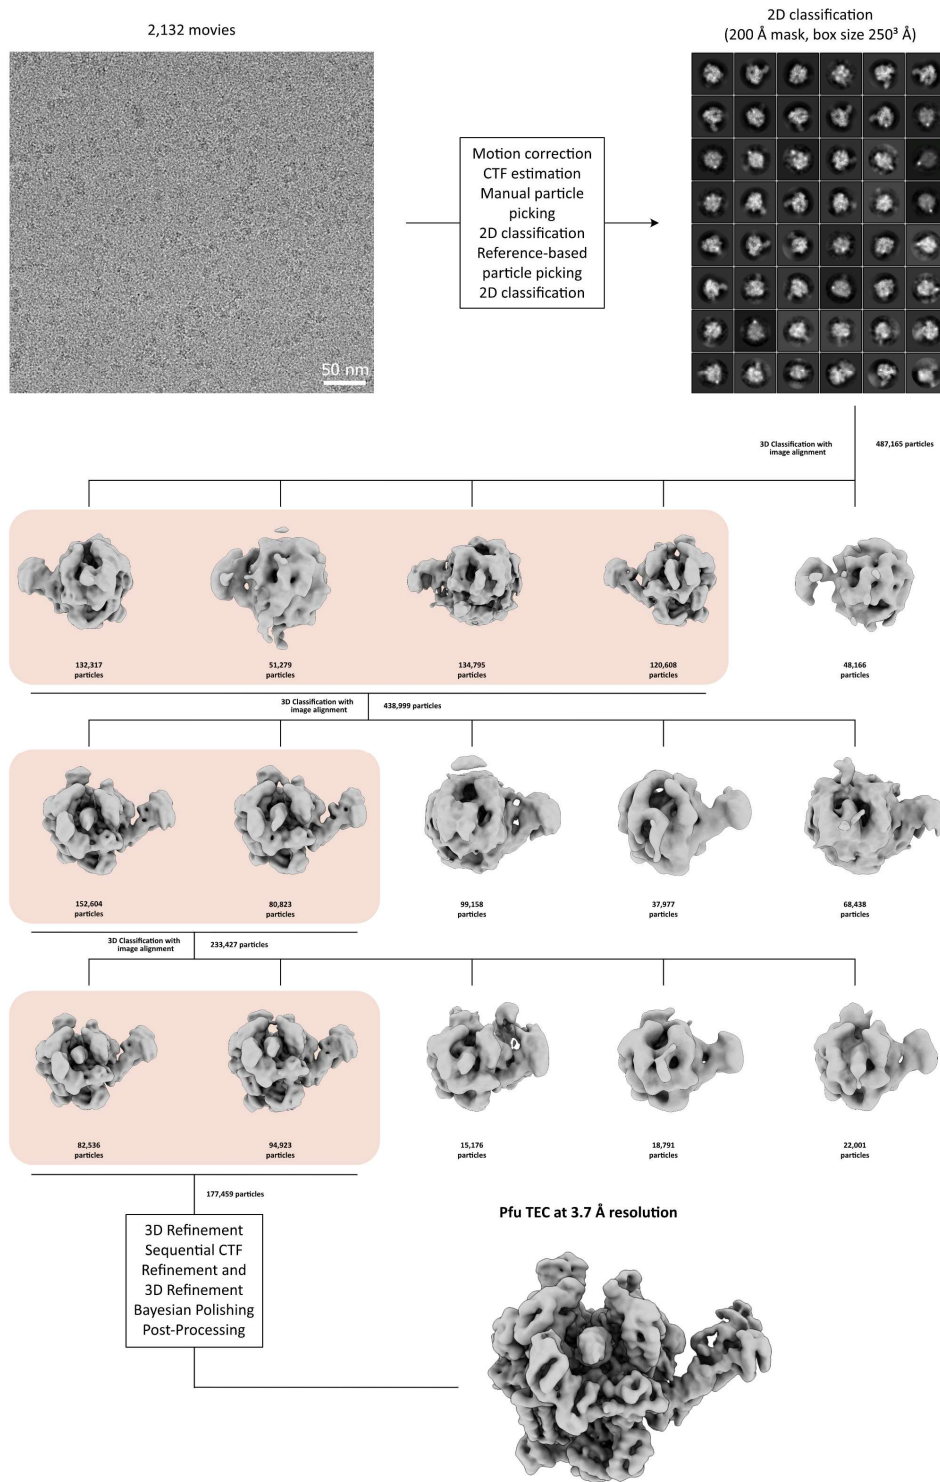 2,132 movies
2D classification
(200 Å mask, box size 250³ Å)
50 nm
Motion correction
CTF estimation
Manual particle
picking
2D classification
Reference-based
particle picking
2D classification
3D Classification with
image alignment
487,165 particles
132,317
particles
51,279
particles
134,795
particles
120,608
particles
48,166
particles
3D Classification with
image alignment
438,999 particles
152,604
particles
80,823
particles
99,158
particles
37,977
particles
68,438
particles
3D Classification with
image alignment
233,427 particles
82,536
particles
94,923
particles
15,176
particles
18,791
particles
22,001
particles
177,459 particles
3D Refinement
Sequential CTF
Refinement and
3D Refinement
Bayesian Polishing
Post-Processing
Pfu TEC at 3.7 Å resolution